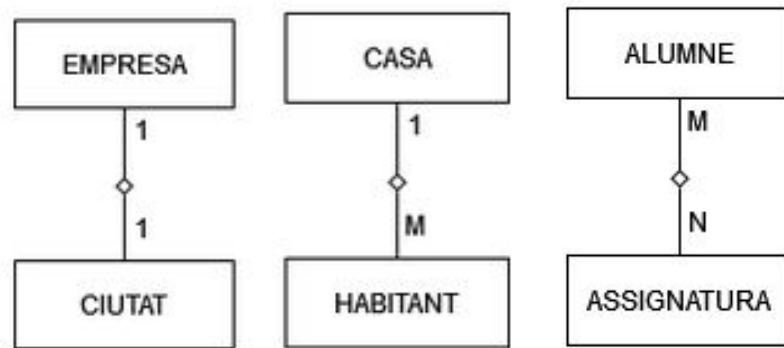 EMPRESA
1
1
CIUTAT
CASA
1
M
HABITANT
ALUMNE
M
N
ASSIGNATURA